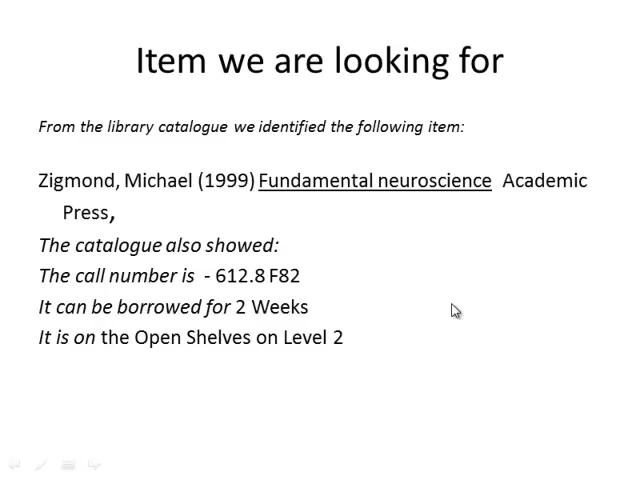 Item we are looking for
From the library catalogue we identified the following item:
Zigmond, Michael (1999) Fundamental neuroscience Academic
Press,
The catalogue also showed:
The call number is - 612.8 F82
It can be borrowed for 2 Weeks
It is on the Open Shelves on Level 2